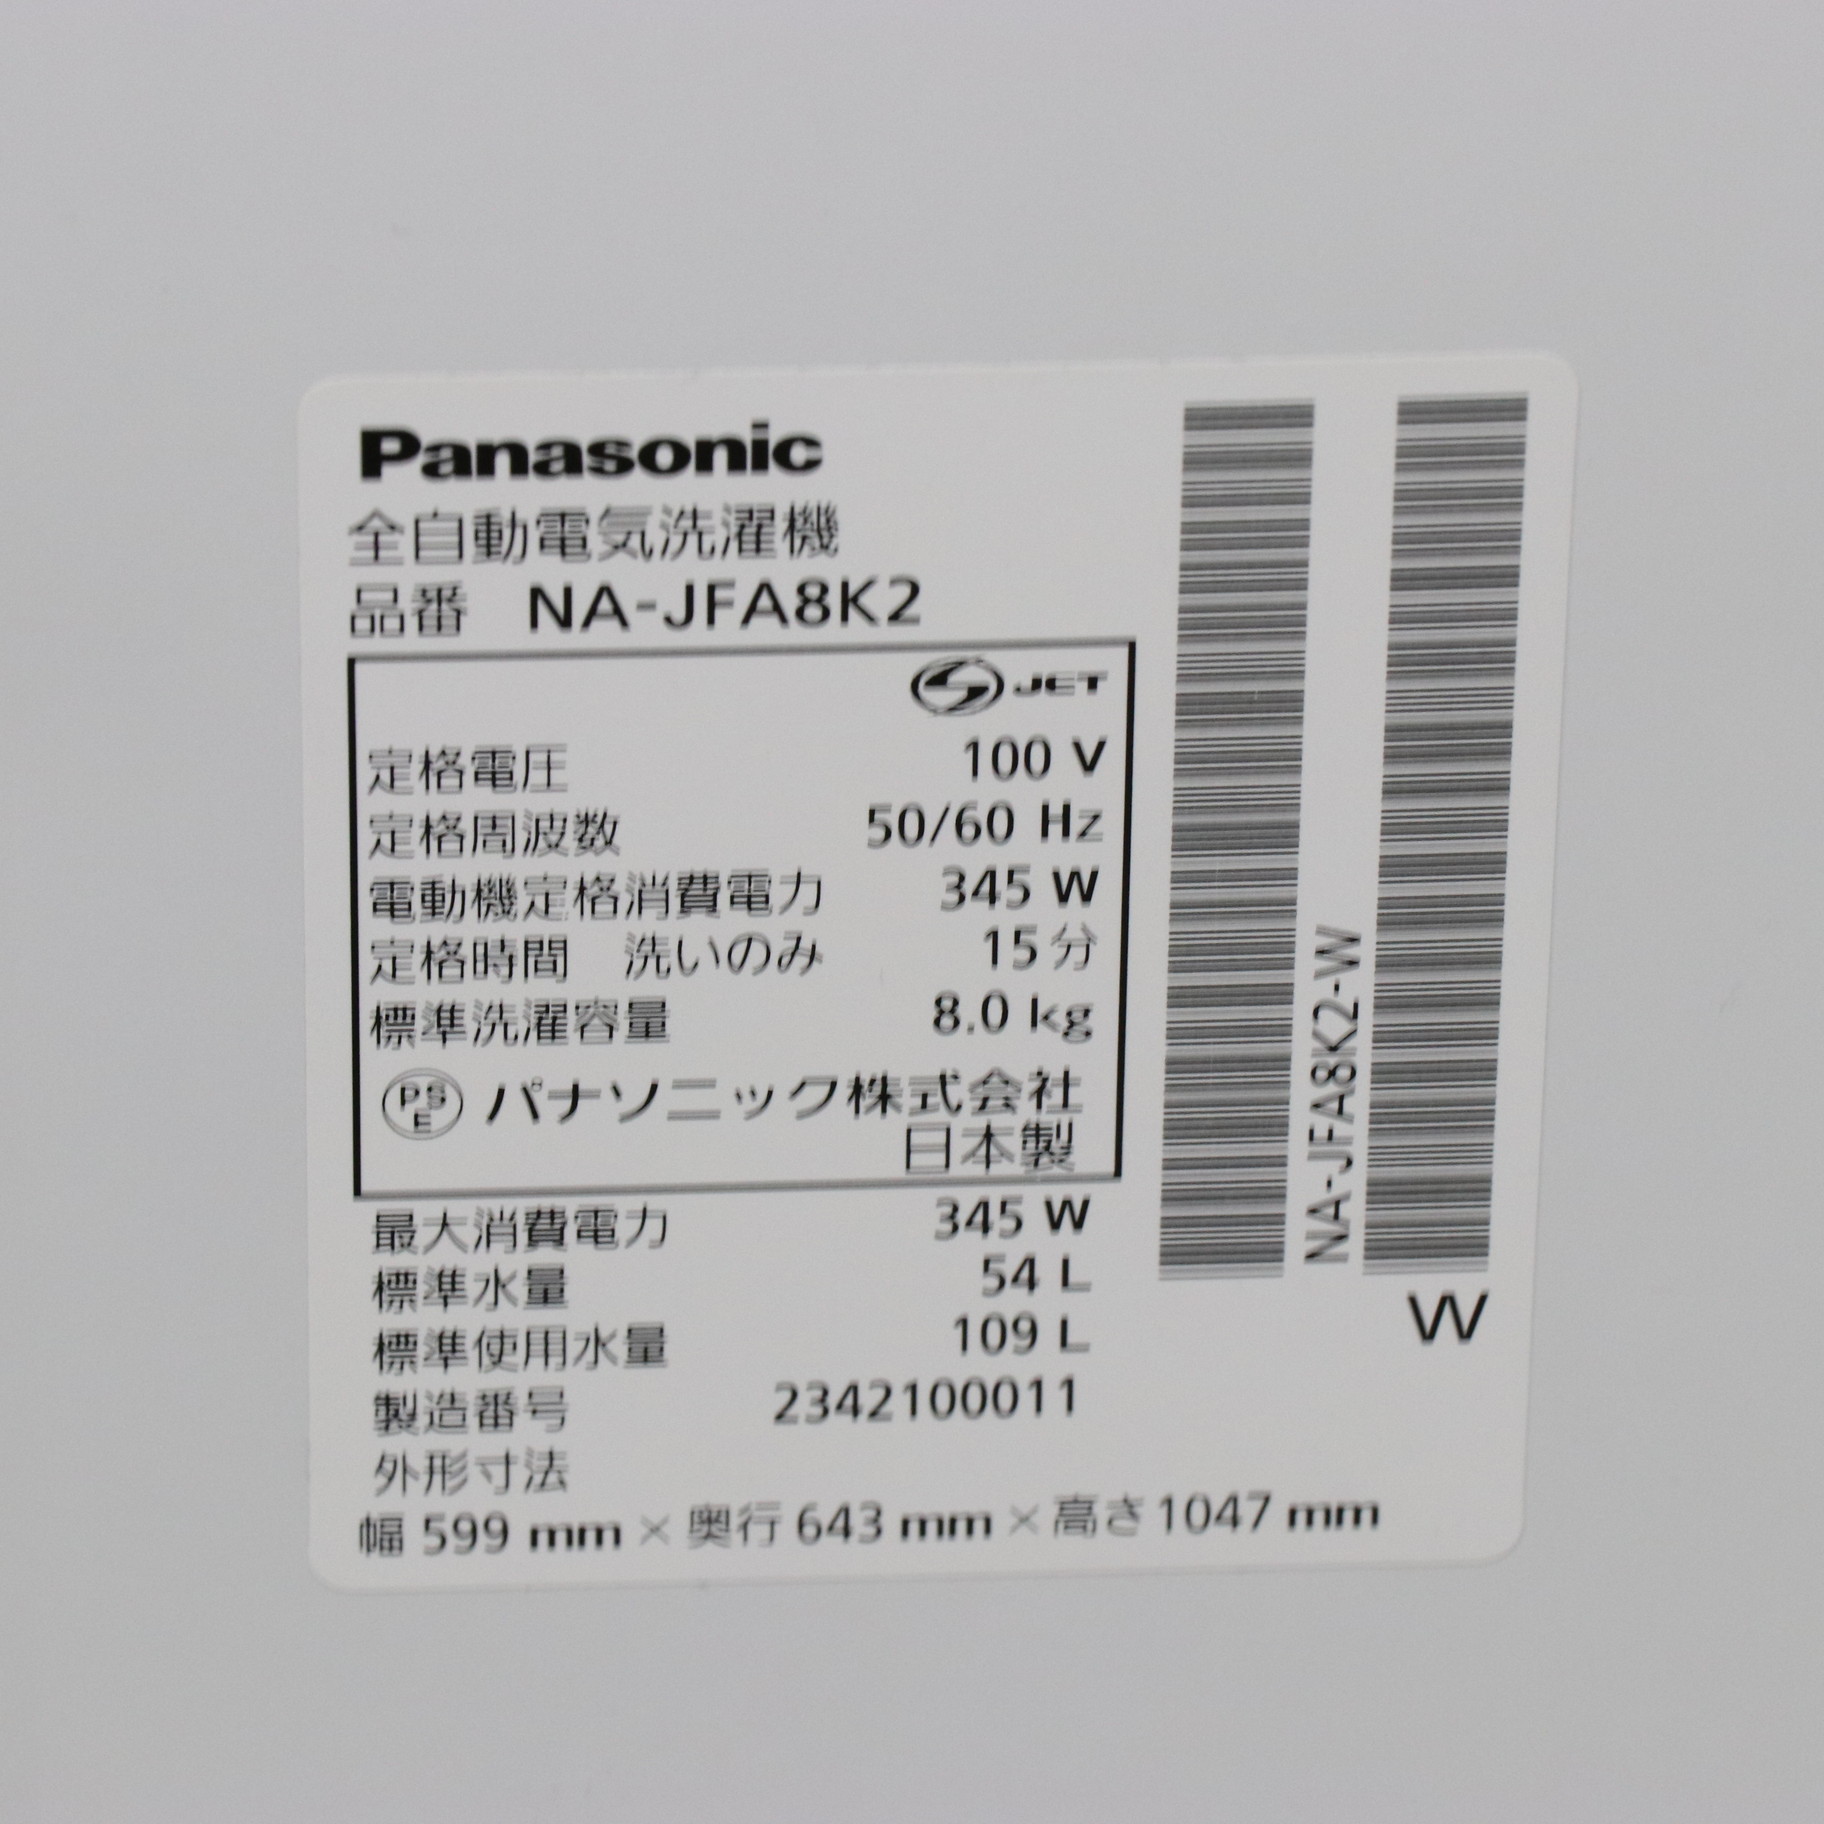 Panasonic
全自動電気洗濯機
品番 NA-JFA8K2
JET
定格電圧 100 V
定格周波数 50/60 Hz
電動機定格消費電力 345 W
定格時間 洗いのみ 15分
標準洗濯容量 8.0 kg
PSE パナソニック株式会社
日本製
最大消費電力 345 W
標準水量 54 L
標準使用水量 109 L
製造番号 2342100011
外形寸法
幅 599 mm × 奥行 643 mm × 高さ 1047 mm
NA-JFA8K2-W
W